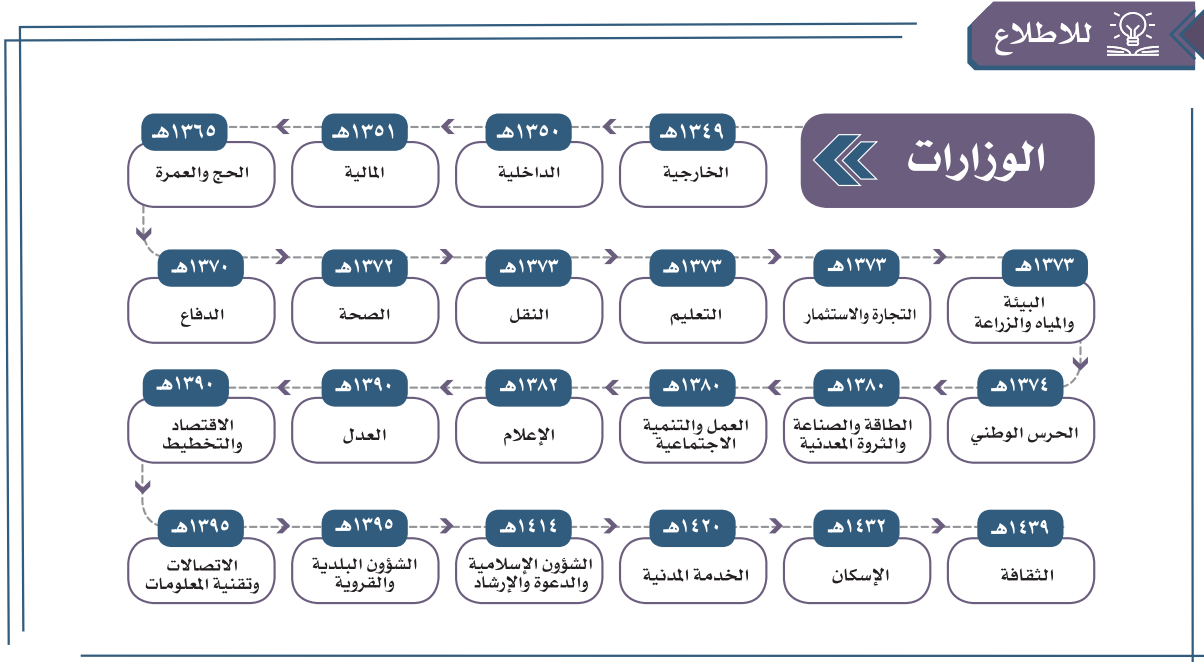 للاطلاع
الوزارات
١٣٤٩هـ
الخارجية
١٣٥٠هـ
الداخلية
١٣٥١هـ
المالية
١٣٦٥هـ
الحج والعمرة
١٣٧٠هـ
الدفاع
١٣٧٢هـ
الصحة
١٣٧٣هـ
النقل
١٣٧٣هـ
التعليم
١٣٧٣هـ
التجارة والاستثمار
١٣٧٣هـ
البيئة
والمياه والزراعة
١٣٧٤هـ
الحرس الوطني
١٣٨٠هـ
الطاقة والصناعة
والثروة المعدنية
١٣٨٠هـ
العمل والتنمية
الاجتماعية
١٣٨٢هـ
الإعلام
١٣٩٠هـ
العدل
١٣٩٠هـ
الاقتصاد
والتخطيط
١٣٩٥هـ
الاتصالات
وتقنية المعلومات
١٣٩٥هـ
الشؤون البلدية
والقروية
١٤١٤هـ
الشؤون الإسلامية
والدعوة والإرشاد
١٤٢٠هـ
الخدمة المدنية
١٤٣٢هـ
الإسكان
١٤٣٩هـ
الثقافة